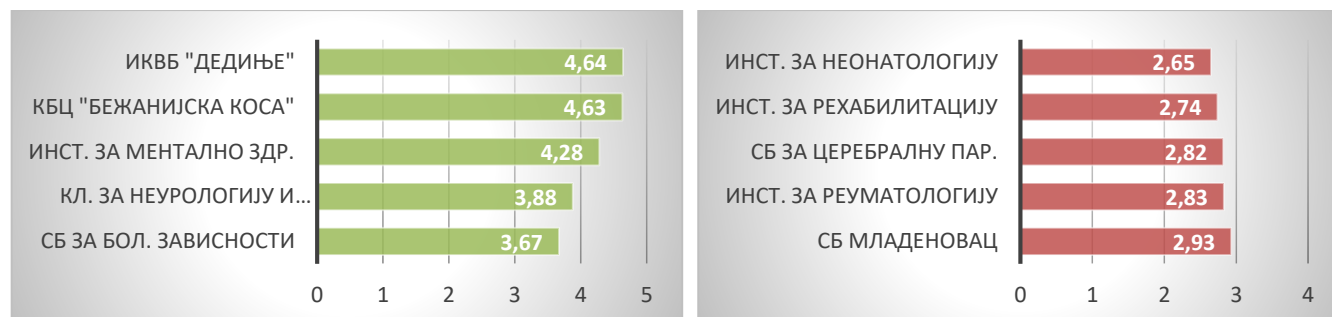 ИКВБ "ДЕДИЊЕ"
4,64
КБЦ "БЕЖАНИЈСКА КОСА"
4,63
ИНСТ. ЗА МЕНТАЛНО ЗДР.
4,28
КЛ. ЗА НЕУРОЛОГИЈУ И...
3,88
СБ ЗА БОЛ. ЗАВИСНОСТИ
3,67
0 1 2 3 4 5
ИНСТ. ЗА НЕОНАТОЛОГИЈУ
2,65
ИНСТ. ЗА РЕХАБИЛИТАЦИЈУ
2,74
СБ ЗА ЦЕРЕБРАЛНУ ПАР.
2,82
ИНСТ. ЗА РЕУМАТОЛОГИЈУ
2,83
СБ МЛАДЕНОВАЦ
2,93
0 1 2 3 4